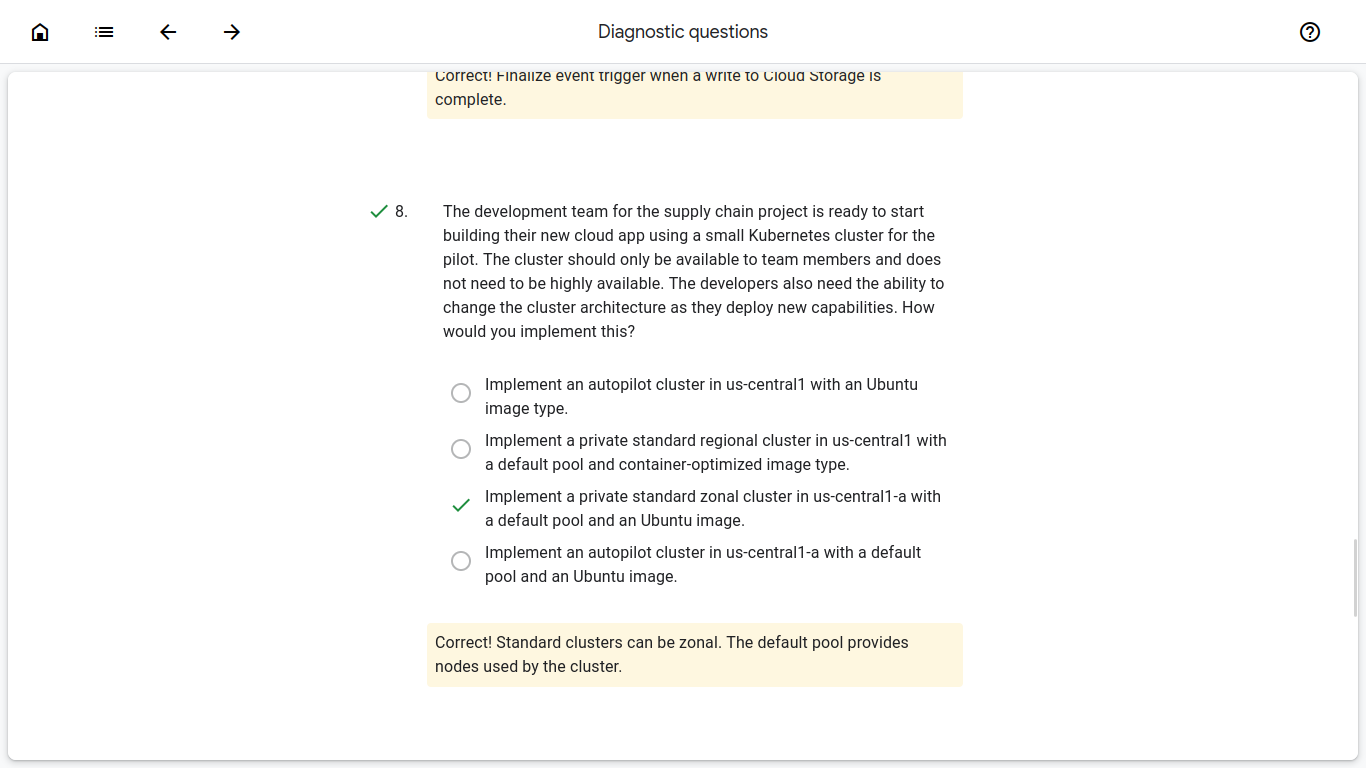 Diagnostic questions
Correct! Finalize event trigger when a write to Cloud Storage is
complete.
8.
The development team for the supply chain project is ready to start
building their new cloud app using a small Kubernetes cluster for the
pilot. The cluster should only be available to team members and does
not need to be highly available. The developers also need the ability to
change the cluster architecture as they deploy new capabilities. How
would you implement this?
Implement an autopilot cluster in us-central1 with an Ubuntu
image type.
Implement a private standard regional cluster in us-central1 with
a default pool and container-optimized image type.
Implement a private standard zonal cluster in us-central1-a with
a default pool and an Ubuntu image.
Implement an autopilot cluster in us-central1-a with a default
pool and an Ubuntu image.
Correct! Standard clusters can be zonal. The default pool provides
nodes used by the cluster.